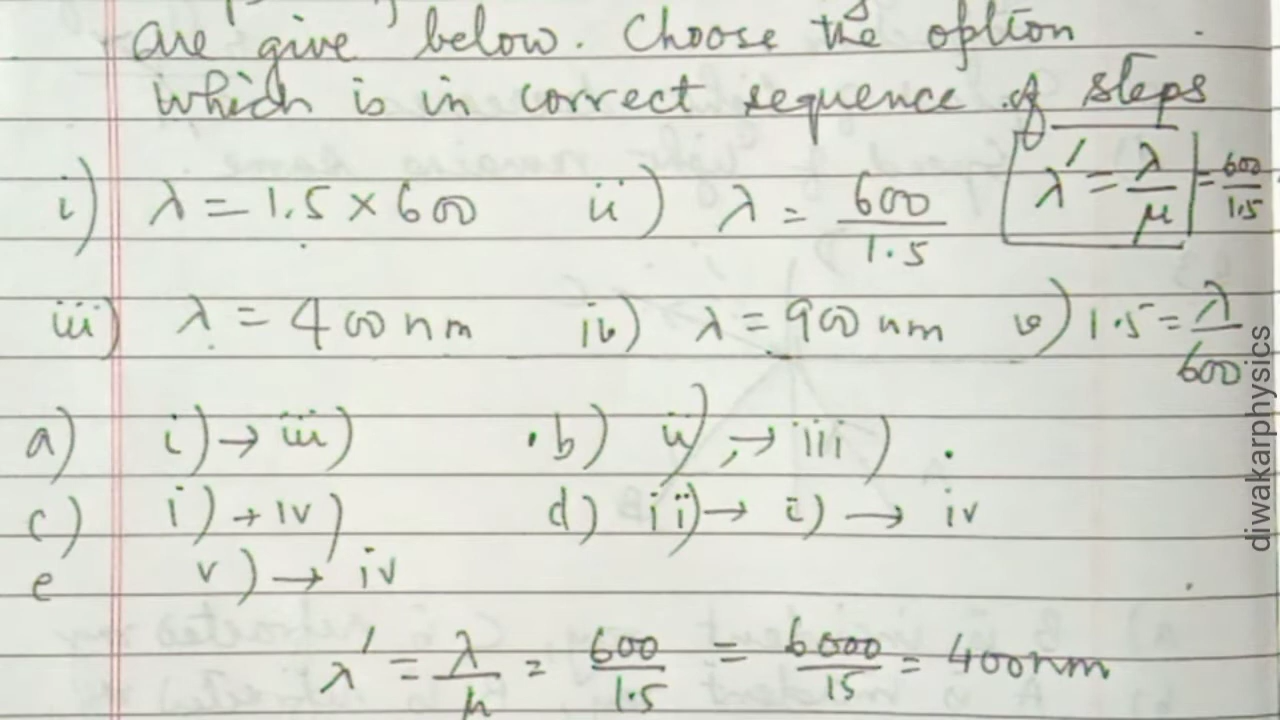 are give below. Choose the option
which is in correct sequence of steps
i) λ = 1.5 × 600 ii) λ = 600/1.5 λ' = λ/μ = 600/1.5
iii) λ = 400 nm iv) λ = 900 nm v) 1.5 = λ/600
a) i) → iii) b) ii) → iii)
c) i) → iv) d) ii) → i) → iv
e v) → iv
λ' = λ/μ = 600/1.5 = 6000/15 = 400nm
diwakarphysics